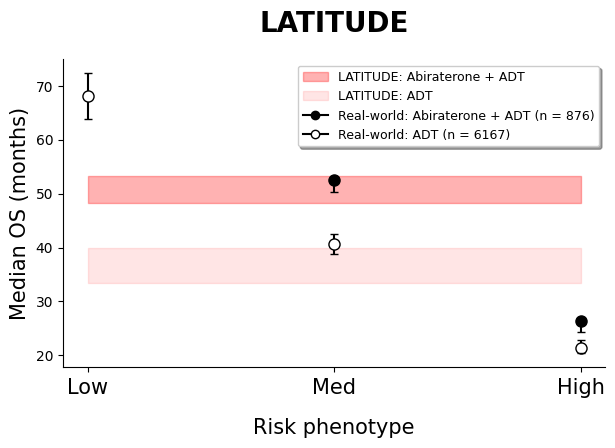 LATITUDE
LATITUDE: Abiraterone + ADT
LATITUDE: ADT
Real-world: Abiraterone + ADT (n = 876)
Real-world: ADT (n = 6167)
Median OS (months)
70
60
50
40
30
20
Low Med High
Risk phenotype